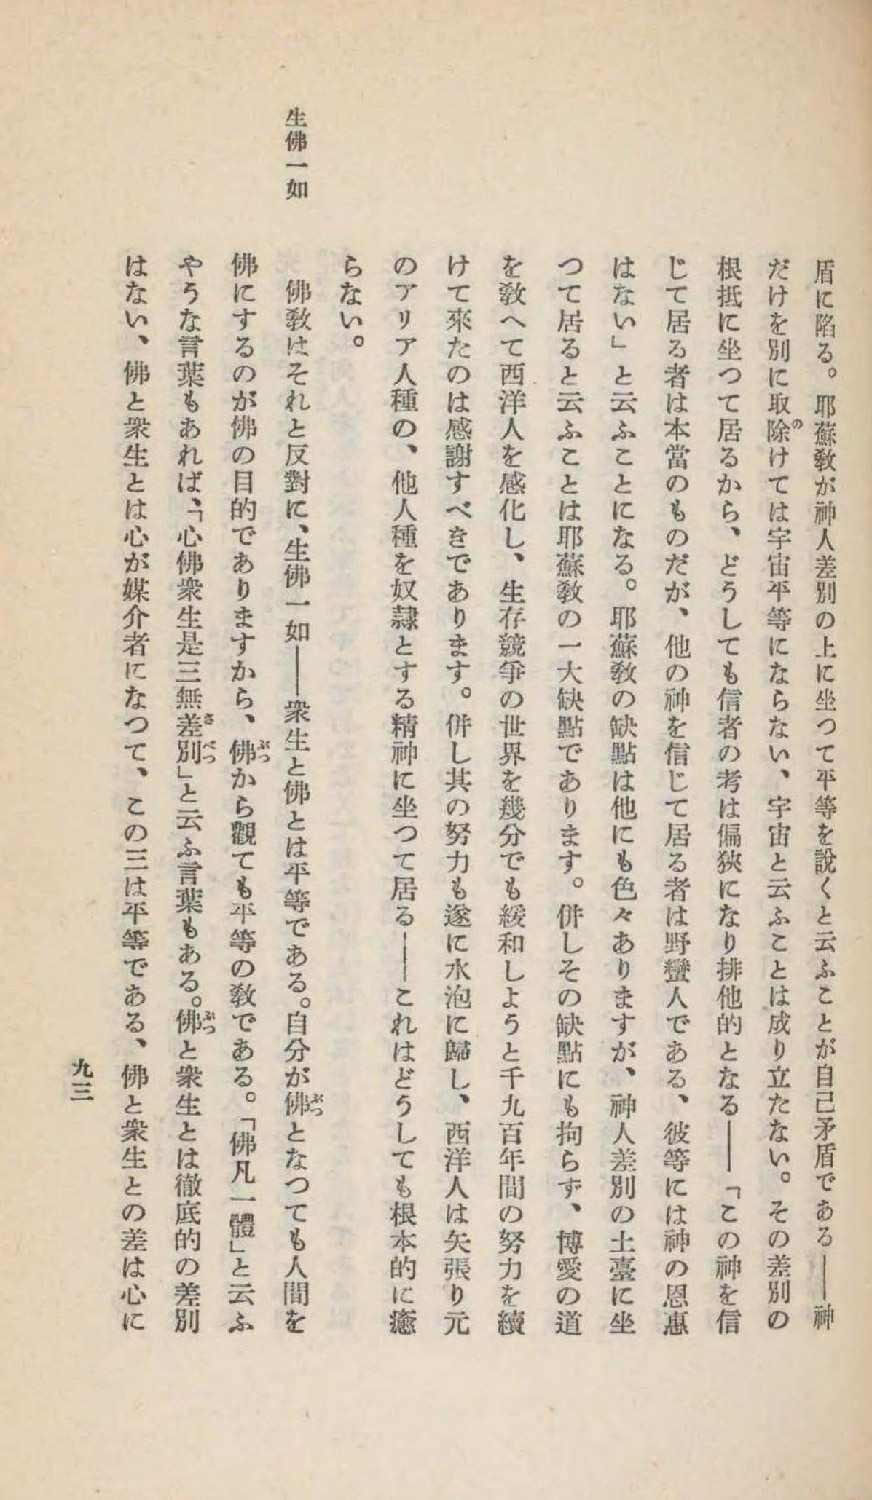 盾に陷る。耶蘇敎が神人差別の上に坐つて平等を說くと云ふことが自己矛盾である——神
だけを別に取除けては宇宙平等にならない、宇宙と云ふことは成り立たない。その差別の
根抵に坐つて居るから、どうしても信者の考は偏狹になり排他的となる——「この神を信
じて居る者は本當のものだが、他の神を信じて居る者は野蠻人である、彼等には神の恩惠
はない」と云ふことになる。耶蘇敎の缺點は他にも色々ありますが、神人差別の土臺に坐
つて居ると云ふことは耶蘇敎の一大缺點であります。併しその缺點にも拘らず、博愛の道
を敎へて西洋人を感化し、生存競爭の世界を幾分でも緩和しようと千九百年間の努力を續
けて來たのは感謝すべきであります。併し其の努力も遂に水泡に歸し、西洋人は矢張り元
のアリア人種の、他人種を奴隷とする精神に坐つて居る——これはどうしても根本的に癒
らない。
生佛一如
佛敎はそれと反對に、生佛一如——衆生と佛とは平等である。自分が佛となつても人間を
佛にするのが佛の目的でありますから、佛から觀ても平等の敎である。「佛凡一體」と云ふ
やうな言葉もあれば、「心佛衆生是三無差別」と云ふ言葉もある。佛と衆生とは徹底的の差別
はない、佛と衆生とは心が媒介者になつて、この三は平等である、佛と衆生との差は心に
九三